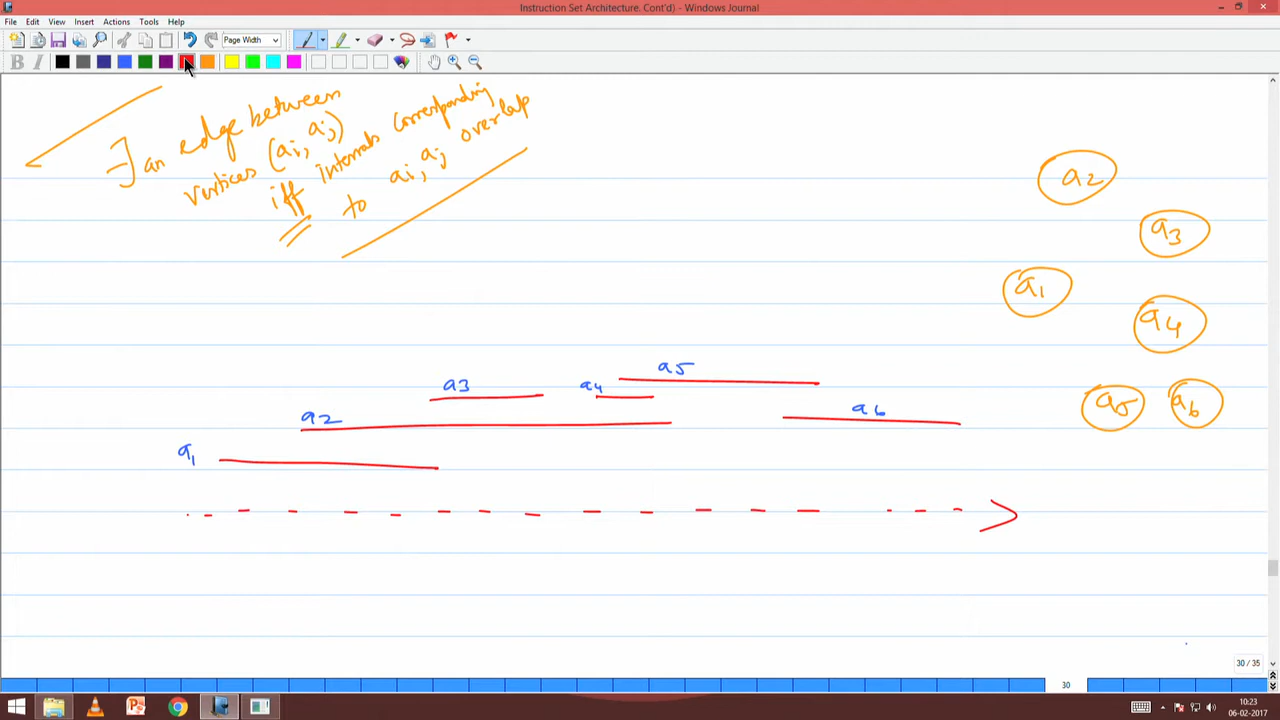 Instruction Set Architecture. Cont'd) - Windows Journal
File Edit View Insert Actions Tools Help
Page Width
B I
∃ an edge between
vertices (ai, aj)
iff intervals corresponding
to ai, aj overlap
a2
a3
a1
a4
a5 a6
a5
a3 a4
a2 a6
a1
30 / 35
30
10:23
06-02-2017